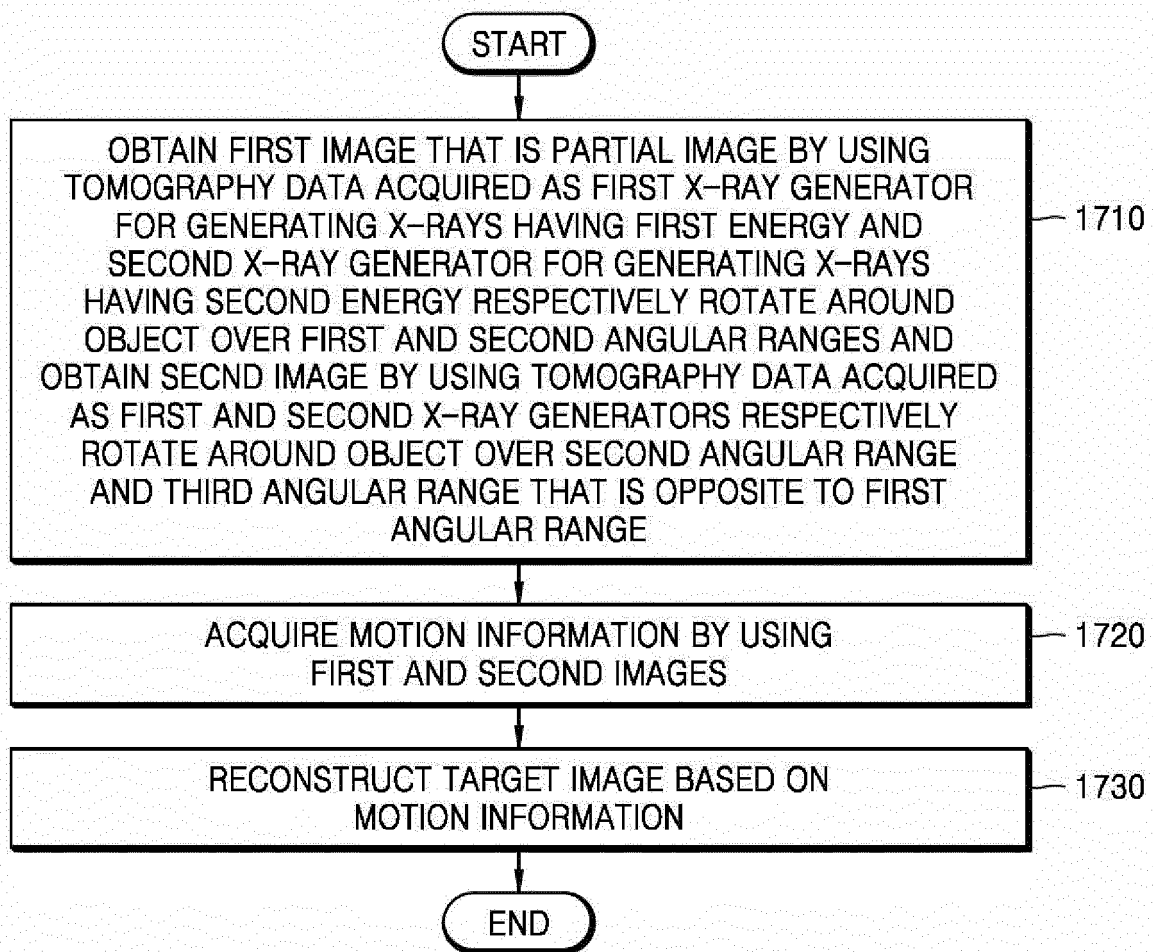 START
OBTAIN FIRST IMAGE THAT IS PARTIAL IMAGE BY USING
TOMOGRAPHY DATA ACQUIRED AS FIRST X-RAY GENERATOR
FOR GENERATING X-RAYS HAVING FIRST ENERGY AND
SECOND X-RAY GENERATOR FOR GENERATING X-RAYS
HAVING SECOND ENERGY RESPECTIVELY ROTATE AROUND
OBJECT OVER FIRST AND SECOND ANGULAR RANGES AND
OBTAIN SECND IMAGE BY USING TOMOGRAPHY DATA ACQUIRED
AS FIRST AND SECOND X-RAY GENERATORS RESPECTIVELY
ROTATE AROUND OBJECT OVER SECOND ANGULAR RANGE
AND THIRD ANGULAR RANGE THAT IS OPPOSITE TO FIRST
ANGULAR RANGE
1710
ACQUIRE MOTION INFORMATION BY USING
FIRST AND SECOND IMAGES
1720
RECONSTRUCT TARGET IMAGE BASED ON
MOTION INFORMATION
1730
END